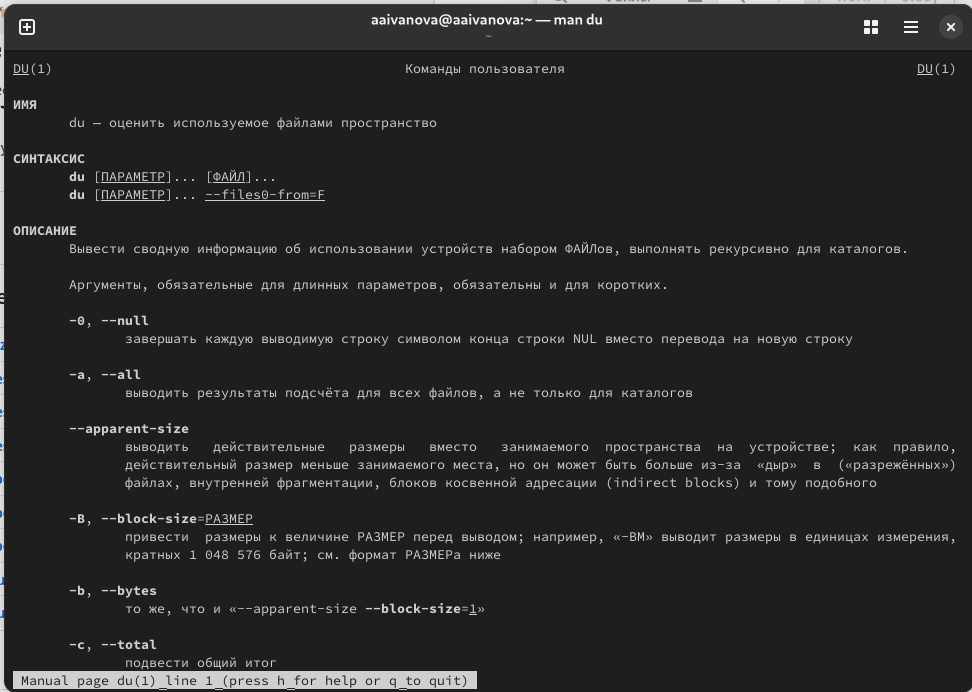 aaivanova@aaivanova:~ — man du
~
DU(1) Команды пользователя DU(1)
ИМЯ
du — оценить используемое файлами пространство
СИНТАКСИС
du [ПАРАМЕТР]... [ФАЙЛ]...
du [ПАРАМЕТР]... --files0-from=F
ОПИСАНИЕ
Вывести сводную информацию об использовании устройств набором ФАЙЛов, выполнять рекурсивно для каталогов.
Аргументы, обязательные для длинных параметров, обязательны и для коротких.
-0, --null
завершать каждую выводимую строку символом конца строки NUL вместо перевода на новую строку
-a, --all
выводить результаты подсчёта для всех файлов, а не только для каталогов
--apparent-size
выводить действительные размеры вместо занимаемого пространства на устройстве; как правило,
действительный размер меньше занимаемого места, но он может быть больше из-за «дыр» в («разрежённых»)
файлах, внутренней фрагментации, блоков косвенной адресации (indirect blocks) и тому подобного
-B, --block-size=РАЗМЕР
привести размеры к величине РАЗМЕР перед выводом; например, «-BM» выводит размеры в единицах измерения,
кратных 1 048 576 байт; см. формат РАЗМЕРа ниже
-b, --bytes
то же, что и «--apparent-size --block-size=1»
-c, --total
подвести общий итог
Manual page du(1) line 1 (press h for help or q to quit)